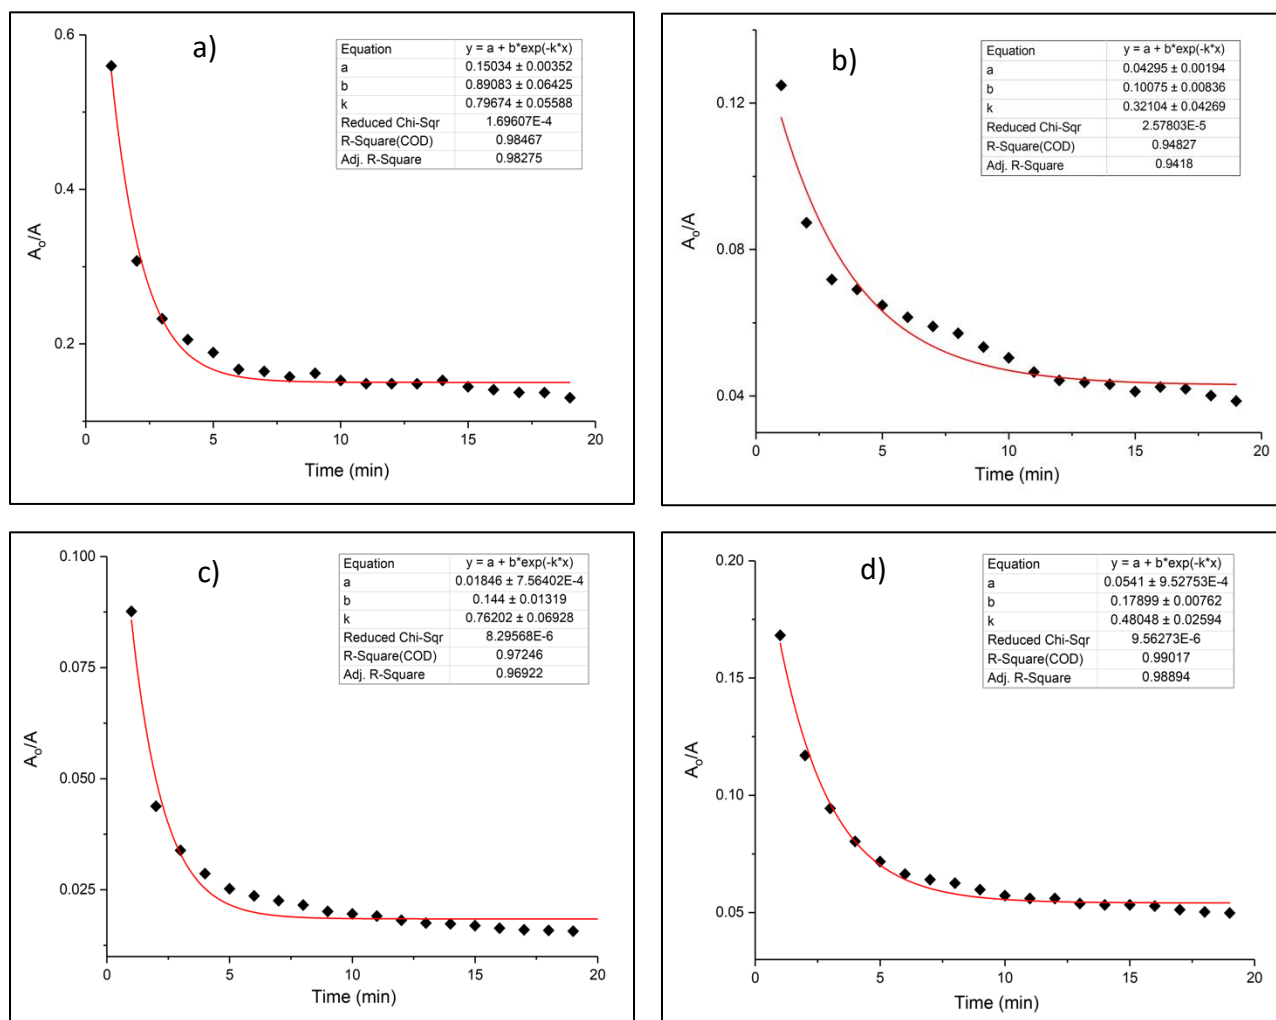 a)
Equation y = a + b*exp(-k*x)
a 0.15034 ± 0.00352
b 0.89083 ± 0.06425
k 0.79674 ± 0.05588
Reduced Chi-Sqr 1.69607E-4
R-Square(COD) 0.98467
Adj. R-Square 0.98275
0.6
0.4
0.2
A₀/A
0 5 10 15 20
Time (min)
b)
Equation y = a + b*exp(-k*x)
a 0.04295 ± 0.00194
b 0.10075 ± 0.00836
k 0.32104 ± 0.04269
Reduced Chi-Sqr 2.57803E-5
R-Square(COD) 0.94827
Adj. R-Square 0.9418
0.12
0.08
0.04
A₀/A
0 5 10 15 20
Time (min)
c)
Equation y = a + b*exp(-k*x)
a 0.01846 ± 7.56402E-4
b 0.144 ± 0.01319
k 0.76202 ± 0.06928
Reduced Chi-Sqr 8.29568E-6
R-Square(COD) 0.97246
Adj. R-Square 0.96922
0.100
0.075
0.050
0.025
A₀/A
0 5 10 15 20
Time (min)
d)
Equation y = a + b*exp(-k*x)
a 0.0541 ± 9.52753E-4
b 0.17899 ± 0.00762
k 0.48048 ± 0.02594
Reduced Chi-Sqr 9.56273E-6
R-Square(COD) 0.99017
Adj. R-Square 0.98894
0.20
0.15
0.10
0.05
A₀/A
0 5 10 15 20
Time (min)